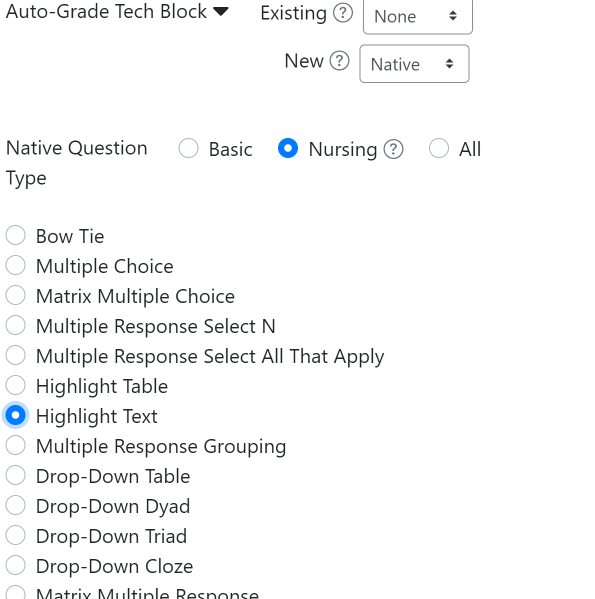 Auto-Grade Tech Block Existing ? None
New ? Native
Native Question Type Basic Nursing ? All
Bow Tie
Multiple Choice
Matrix Multiple Choice
Multiple Response Select N
Multiple Response Select All That Apply
Highlight Table
Highlight Text
Multiple Response Grouping
Drop-Down Table
Drop-Down Dyad
Drop-Down Triad
Drop-Down Cloze
Matrix Multiple Response